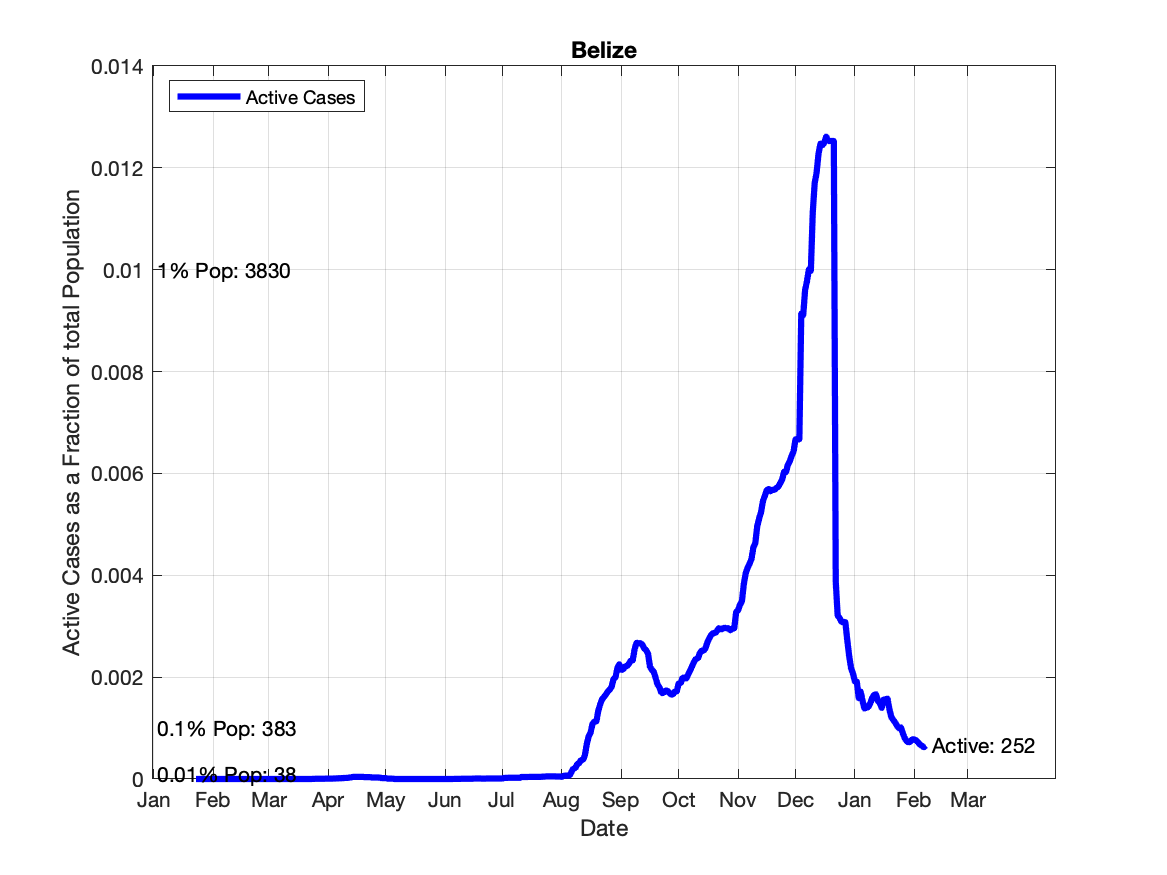 Belize
Active Cases
Active Cases as a Fraction of total Population
0.014
0.012
0.01
0.008
0.006
0.004
0.002
0
1% Pop: 3830
0.1% Pop: 383
0.01% Pop: 38
Active: 252
Jan Feb Mar Apr May Jun Jul Aug Sep Oct Nov Dec Jan Feb Mar
Date